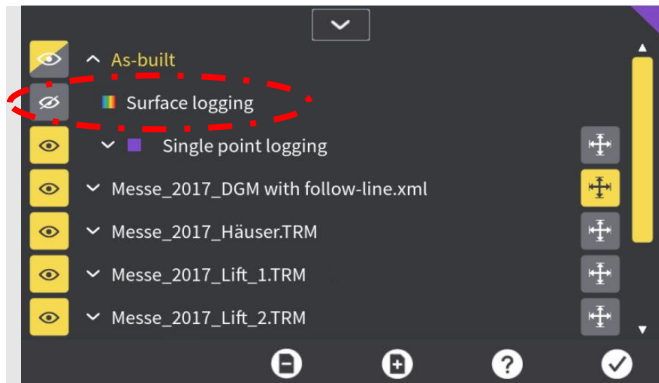 As-built
Surface logging
Single point logging
Messe_2017_DGM with follow-line.xml
Messe_2017_Häuser.TRM
Messe_2017_Lift_1.TRM
Messe_2017_Lift_2.TRM
?